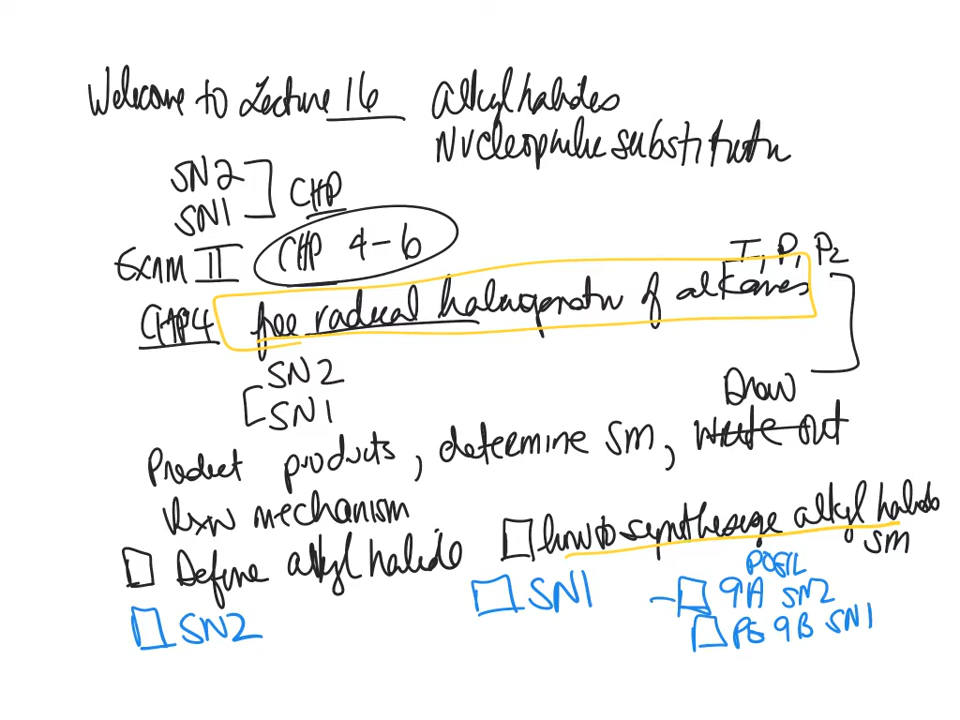 Welcome to Lecture 16
alkyl halides
Nucleophilic substitution
SN2
SN1
CHP
EXAM II
CHP 4-6
I, P, P2
CHP4
free radical halogenation of alkanes
SN2
SN1
Draw
Predict products, determine SM, write out
rxn mechanism
how to synthesize alkyl halide
SM
Define alkyl halide
POGIL
SN1
9A SN2
SN2
PG 9B SN1